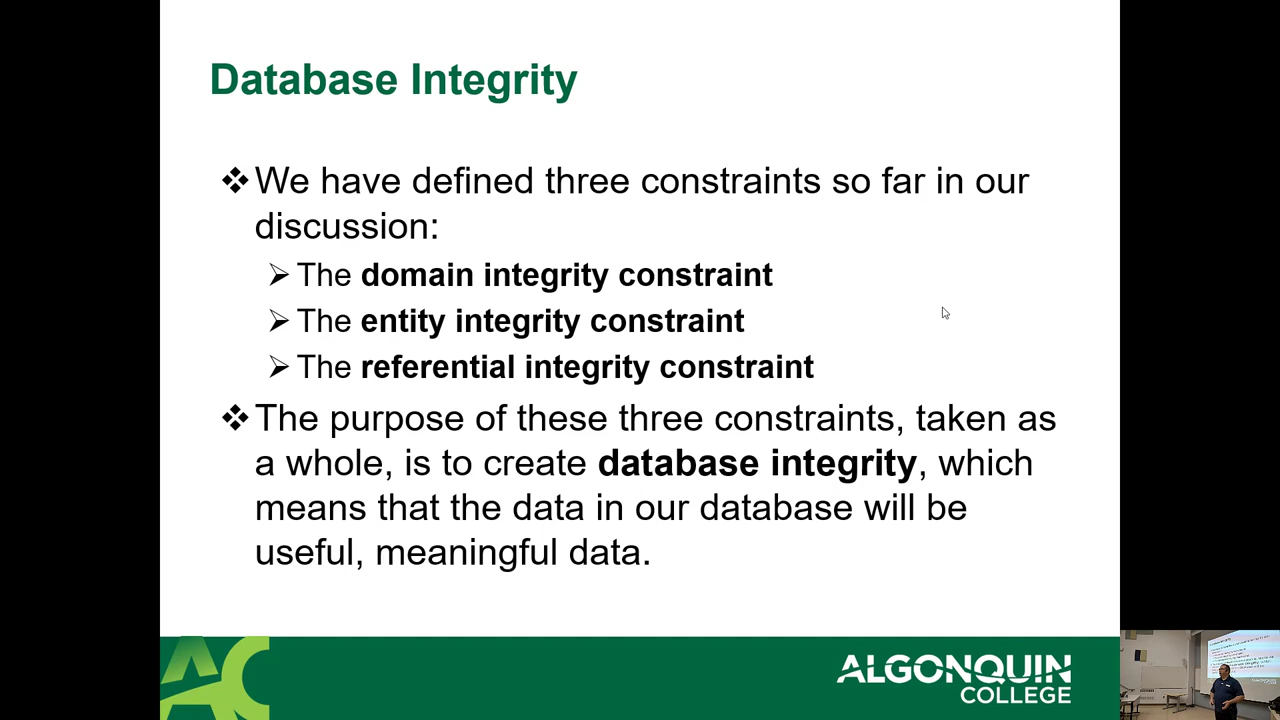 Database Integrity
❖ We have defined three constraints so far in our
discussion:
➢ The domain integrity constraint
➢ The entity integrity constraint
➢ The referential integrity constraint
❖ The purpose of these three constraints, taken as
a whole, is to create database integrity, which
means that the data in our database will be
useful, meaningful data.
AC
ALGONQUIN
COLLEGE